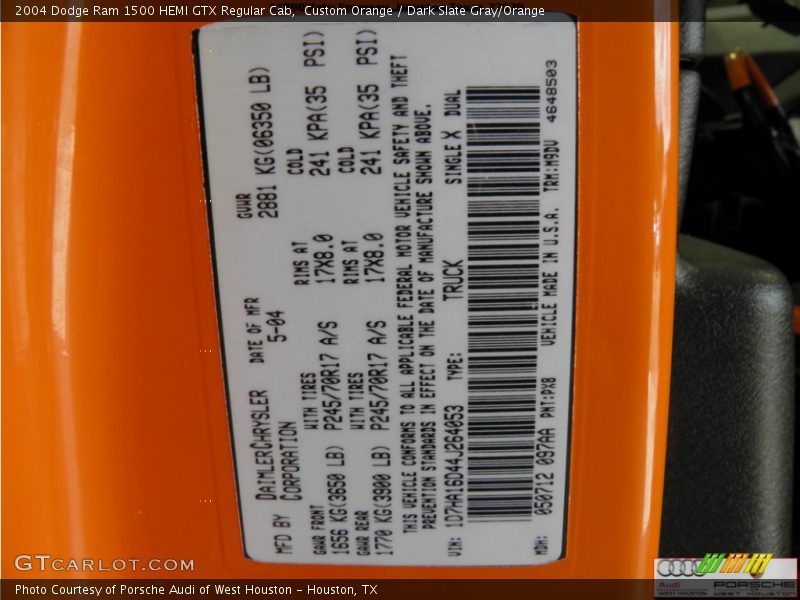 2004 Dodge Ram 1500 HEMI GTX Regular Cab,  Custom Orange / Dark Slate Gray/Orange
MFD BY DAIMLERCHRYSLER CORPORATION
DATE OF MFR 5-04
GVWR 2881 KG(06350 LB)
GAWR FRONT WITH TIRES RIMS AT COLD
1656 KG(3650 LB) P245/70R17 A/S 17X8.0 241 KPA(35 PSI)
GAWR REAR WITH TIRES RIMS AT COLD
1770 KG(3900 LB) P245/70R17 A/S 17X8.0 241 KPA(35 PSI)
THIS VEHICLE CONFORMS TO ALL APPLICABLE FEDERAL MOTOR VEHICLE SAFETY AND THEFT
PREVENTION STANDARDS IN EFFECT ON THE DATE OF MANUFACTURE SHOWN ABOVE.
VIN: 1D7HA16D44J264053 TYPE: TRUCK SINGLE X DUAL
MDH: 050712 097AA PNT:PX8 VEHICLE MADE IN U.S.A. TRM:M9DV 4648503
GTCARLOT.COM
Audi PORSCHE
WEST HOUSTON WEST HOUSTON
Photo Courtesy of Porsche Audi of West Houston - Houston, TX